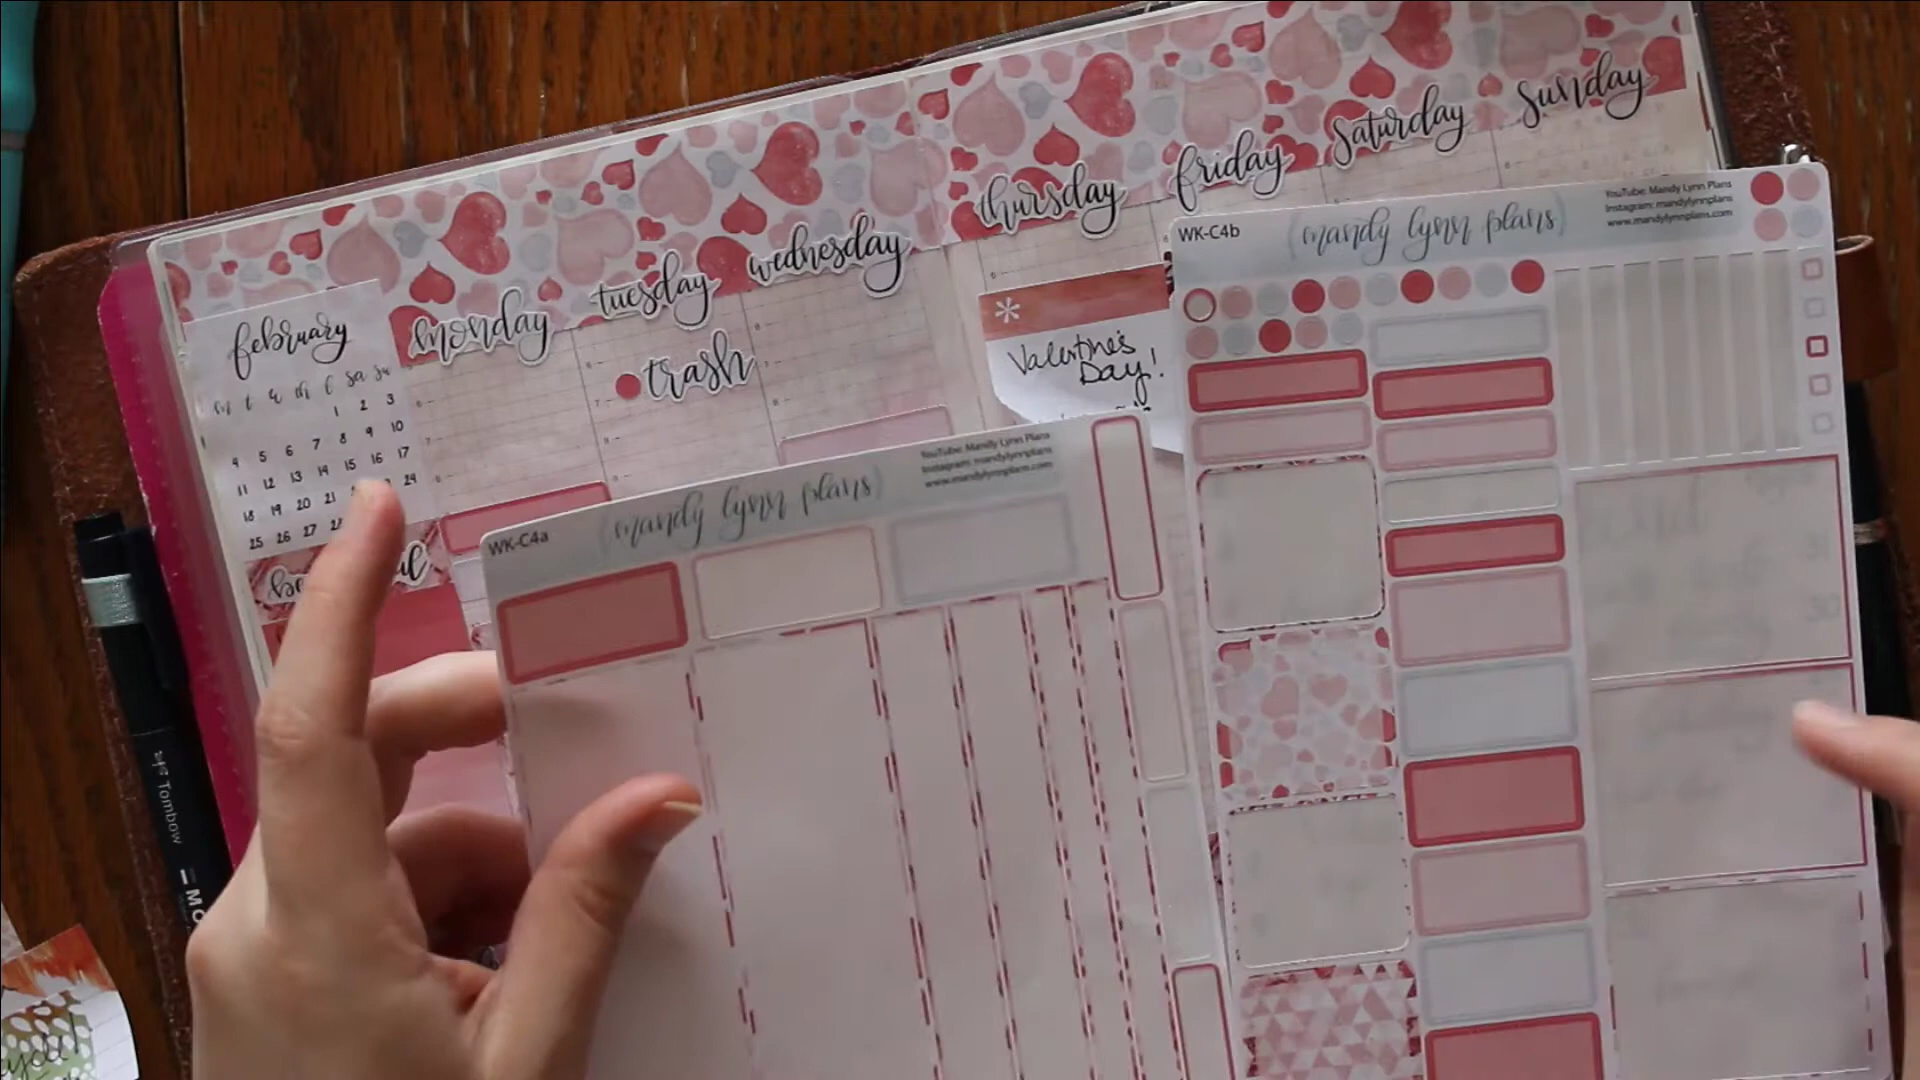 monday
tuesday
wednesday
thursday
friday
saturday
sunday
february
m t w th f sa su
1 2 3
4 5 6 7 8 9 10
11 12 13 14 15 16 17
18 19 20 21 24
25 26 27
trash
*
Valentine's
Day!
WK-C4a
(mandy lynn plans)
YouTube: Mandy Lynn Plans
Instagram: mandylynnplans
www.mandylynnplans.com
WK-C4b
(mandy lynn plans)
YouTube: Mandy Lynn Plans
Instagram: mandylynnplans
www.mandylynnplans.com
Tombow